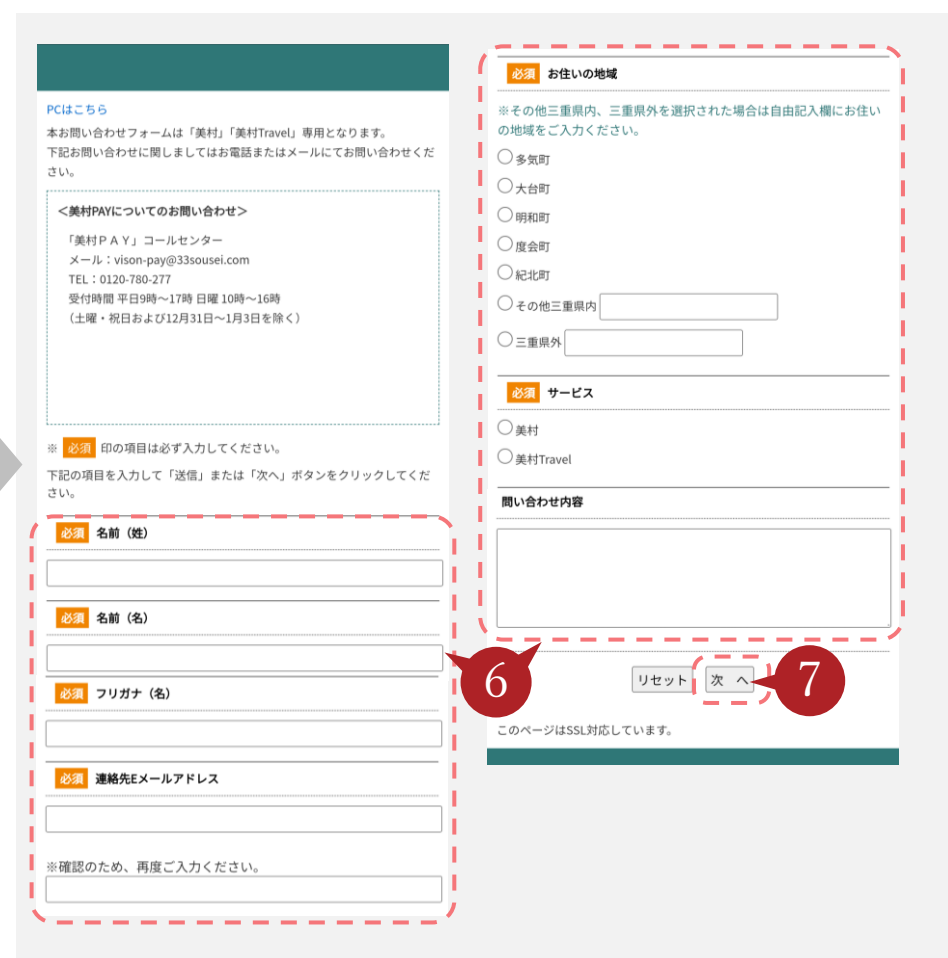 PCはこちら
本お問い合わせフォームは「美村」「美村Travel」専用となります。
下記お問い合わせに関しましてはお電話またはメールにてお問い合わせくだ
さい。
＜美村PAYについてのお問い合わせ＞
「美村ＰＡＹ」コールセンター
メール：vison-pay@33sousei.com
TEL：0120-780-277
受付時間 平日9時～17時 日曜 10時～16時
（土曜・祝日および12月31日～1月3日を除く）
※ 必須 印の項目は必ず入力してください。
下記の項目を入力して「送信」または「次へ」ボタンをクリックしてくだ
さい。
必須 名前（姓）
必須 名前（名）
必須 フリガナ（名）
必須 連絡先Eメールアドレス
※確認のため、再度ご入力ください。
6
必須 お住いの地域
※その他三重県内、三重県外を選択された場合は自由記入欄にお住い
の地域をご入力ください。
多気町
大台町
明和町
度会町
紀北町
その他三重県内
三重県外
必須 サービス
美村
美村Travel
問い合わせ内容
リセット 次 へ
7
このページはSSL対応しています。